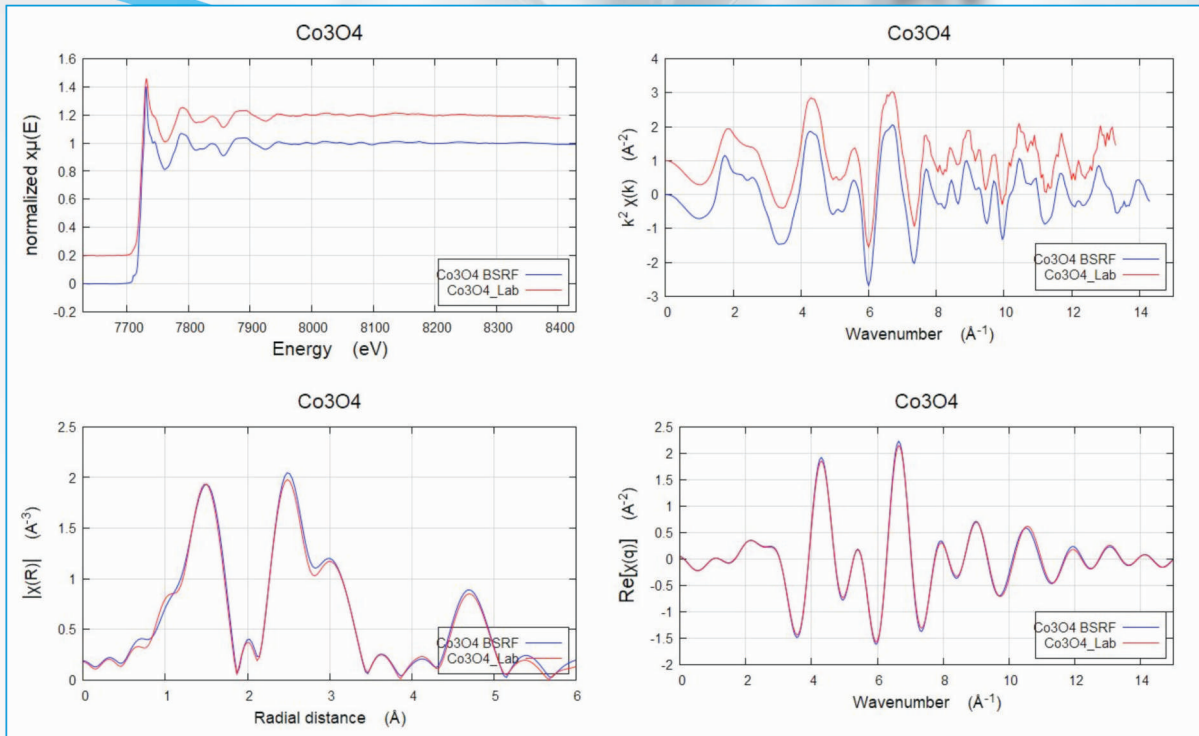 Co3O4
normalized xμ(E)
1.6
1.4
1.2
1
0.8
0.6
0.4
0.2
0
-0.2
7700 7800 7900 8000 8100 8200 8300 8400
Energy (eV)
Co3O4 BSRF
Co3O4_Lab
Co3O4
k² χ(k) (Å⁻²)
4
3
2
1
0
-1
-2
-3
0 2 4 6 8 10 12 14
Wavenumber (Å⁻¹)
Co3O4 BSRF
Co3O4_Lab
Co3O4
|χ(R)| (Å⁻³)
2.5
2
1.5
1
0.5
0
0 1 2 3 4 5 6
Radial distance (Å)
Co3O4 BSRF
Co3O4_Lab
Co3O4
Re[χ(q)] (Å⁻²)
2.5
2
1.5
1
0.5
0
-0.5
-1
-1.5
-2
0 2 4 6 8 10 12 14
Wavenumber (Å⁻¹)
Co3O4 BSRF
Co3O4_Lab